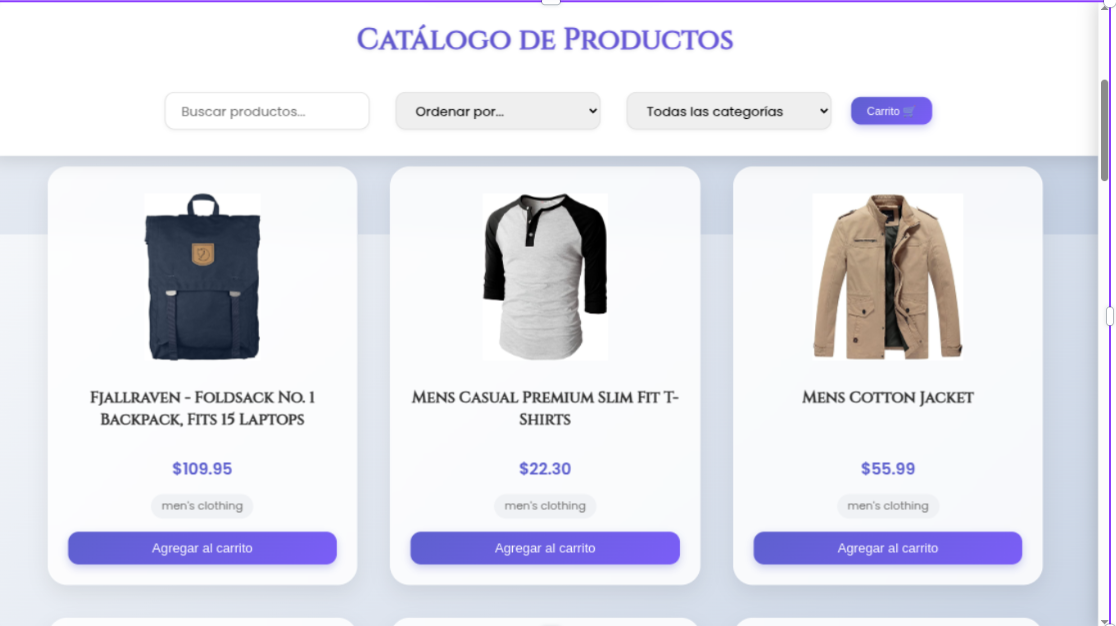 Catálogo de Productos
Buscar productos...
Ordenar por...
Todas las categorías
Carrito 🛒
Fjallraven - Foldsack No. 1
Backpack, Fits 15 Laptops
Mens Casual Premium Slim Fit T-
Shirts
Mens Cotton Jacket
$109.95
$22.30
$55.99
men's clothing
men's clothing
men's clothing
Agregar al carrito
Agregar al carrito
Agregar al carrito